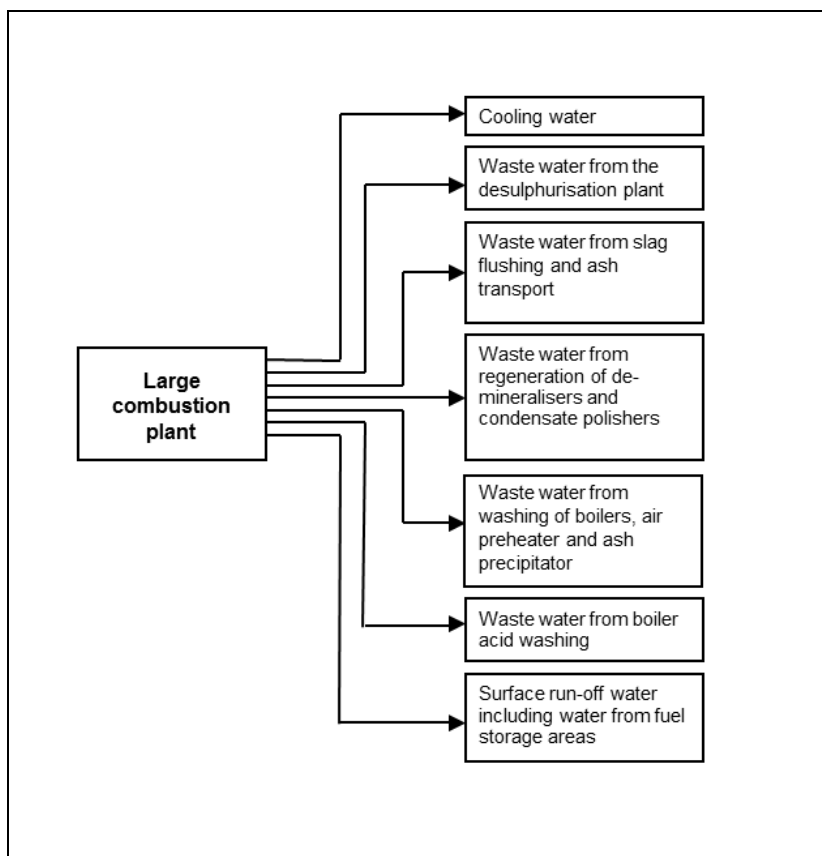 Cooling water
Waste water from the
desulphurisation plant
Waste water from slag
flushing and ash
transport
Large
combustion
plant
Waste water from
regeneration of de-
mineralisers and
condensate polishers
Waste water from
washing of boilers, air
preheater and ash
precipitator
Waste water from boiler
acid washing
Surface run-off water
including water from fuel
storage areas